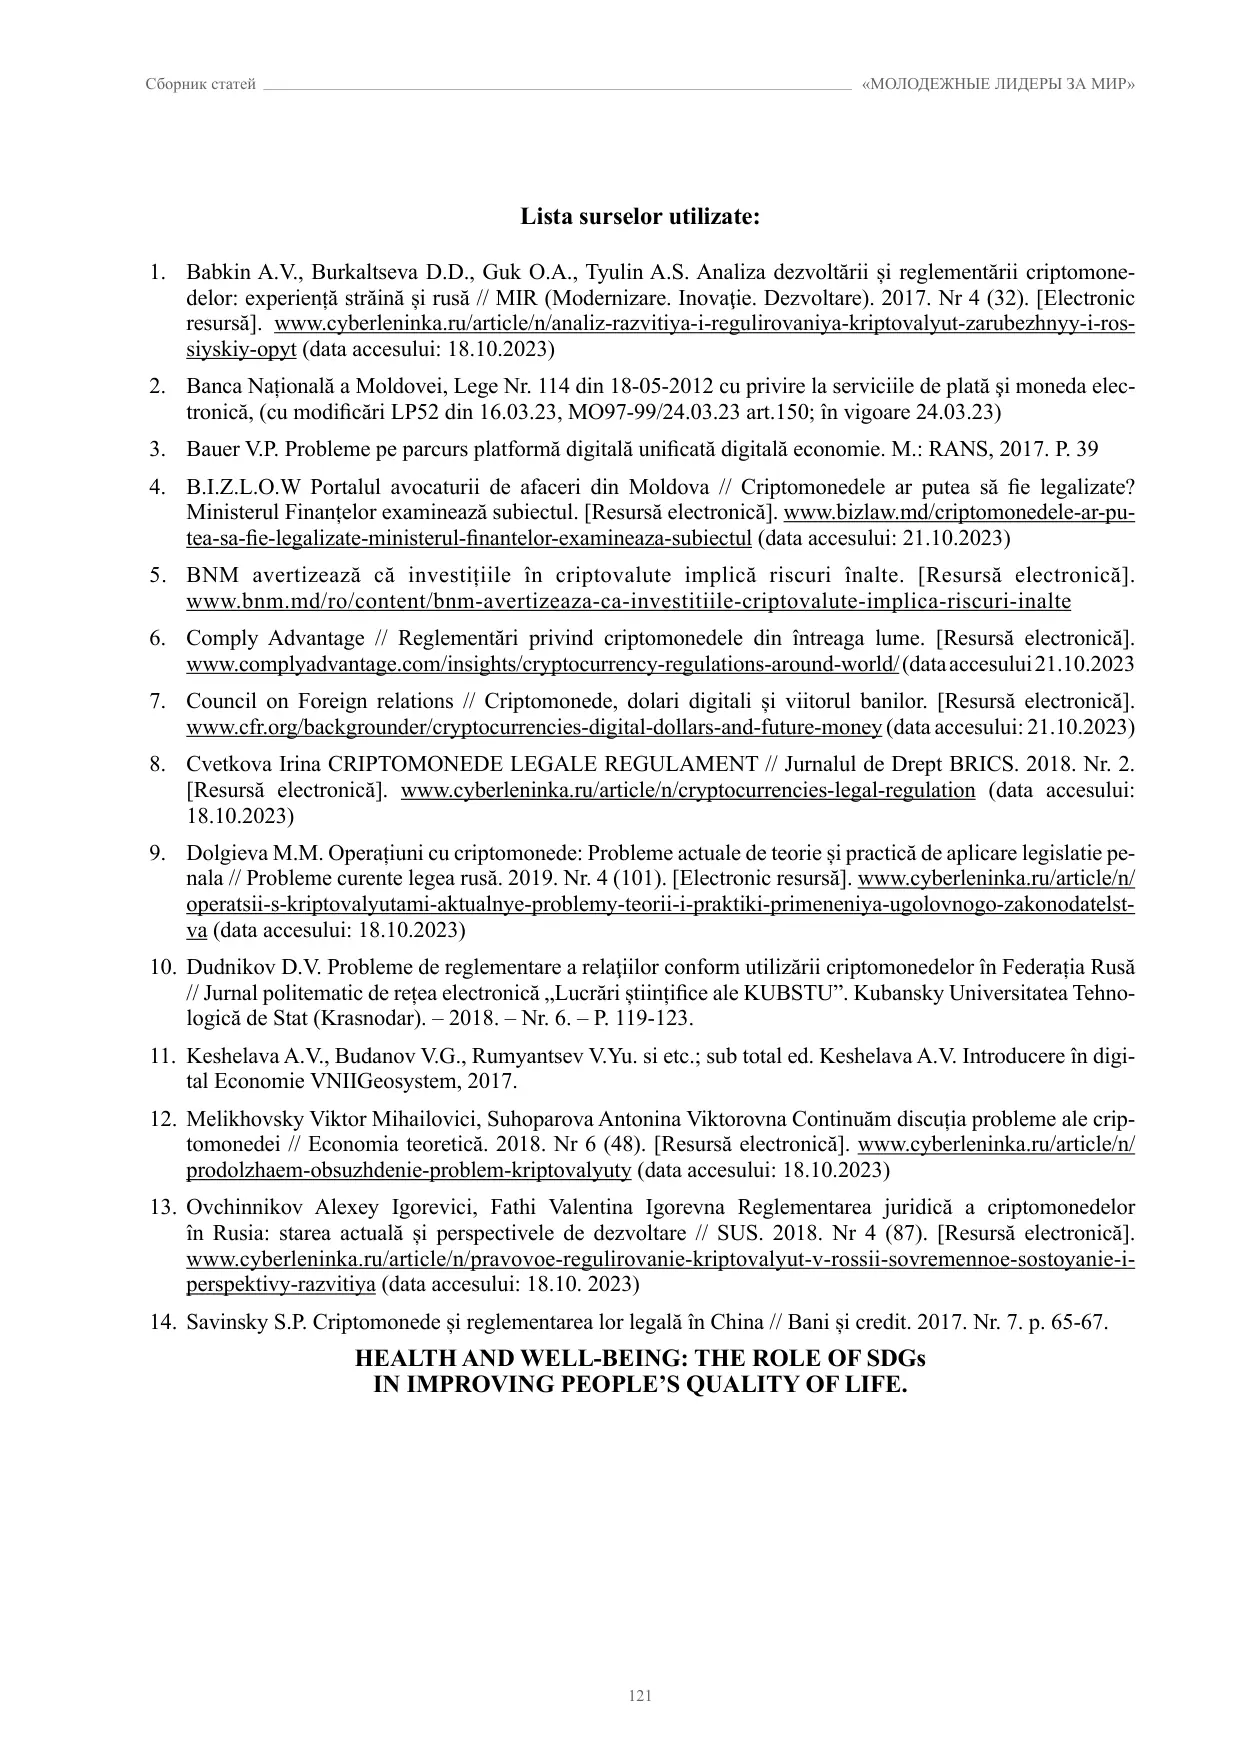 Сборник статей «МОЛОДЕЖНЫЕ ЛИДЕРЫ ЗА МИР»
Lista surselor utilizate:
1. Babkin A.V., Burkaltseva D.D., Guk O.A., Tyulin A.S. Analiza dezvoltării și reglementării criptomone-
delor: experiență străină și rusă // MIR (Modernizare. Inovaţie. Dezvoltare). 2017. Nr 4 (32). [Electronic
resursă]. www.cyberleninka.ru/article/n/analiz-razvitiya-i-regulirovaniya-kriptovalyut-zarubezhnyy-i-ros-
siyskiy-opyt (data accesului: 18.10.2023)
2. Banca Națională a Moldovei, Lege Nr. 114 din 18-05-2012 cu privire la serviciile de plată şi moneda elec-
tronică, (cu modificări LP52 din 16.03.23, MO97-99/24.03.23 art.150; în vigoare 24.03.23)
3. Bauer V.P. Probleme pe parcurs platformă digitală unificată digitală economie. M.: RANS, 2017. P. 39
4. B.I.Z.L.O.W Portalul avocaturii de afaceri din Moldova // Criptomonedele ar putea să fie legalizate?
Ministerul Finanțelor examinează subiectul. [Resursă electronică]. www.bizlaw.md/criptomonedele-ar-pu-
tea-sa-fie-legalizate-ministerul-finantelor-examineaza-subiectul (data accesului: 21.10.2023)
5. BNM avertizează că investițiile în criptovalute implică riscuri înalte. [Resursă electronică].
www.bnm.md/ro/content/bnm-avertizeaza-ca-investitiile-criptovalute-implica-riscuri-inalte
6. Comply Advantage // Reglementări privind criptomonedele din întreaga lume. [Resursă electronică].
www.complyadvantage.com/insights/cryptocurrency-regulations-around-world/ (data accesului 21.10.2023
7. Council on Foreign relations // Criptomonede, dolari digitali și viitorul banilor. [Resursă electronică].
www.cfr.org/backgrounder/cryptocurrencies-digital-dollars-and-future-money (data accesului: 21.10.2023)
8. Cvetkova Irina CRIPTOMONEDE LEGALE REGULAMENT // Jurnalul de Drept BRICS. 2018. Nr. 2.
[Resursă electronică]. www.cyberleninka.ru/article/n/cryptocurrencies-legal-regulation (data accesului:
18.10.2023)
9. Dolgieva M.M. Operațiuni cu criptomonede: Probleme actuale de teorie și practică de aplicare legislatie pe-
nala // Probleme curente legea rusă. 2019. Nr. 4 (101). [Electronic resursă]. www.cyberleninka.ru/article/n/
operatsii-s-kriptovalyutami-aktualnye-problemy-teorii-i-praktiki-primeneniya-ugolovnogo-zakonodatelst-
va (data accesului: 18.10.2023)
10. Dudnikov D.V. Probleme de reglementare a relaţiilor conform utilizării criptomonedelor în Federația Rusă
// Jurnal politematic de rețea electronică „Lucrări științifice ale KUBSTU”. Kubansky Universitatea Tehno-
logică de Stat (Krasnodar). – 2018. – Nr. 6. – P. 119-123.
11. Keshelava A.V., Budanov V.G., Rumyantsev V.Yu. si etc.; sub total ed. Keshelava A.V. Introducere în digi-
tal Economie VNIIGeosystem, 2017.
12. Melikhovsky Viktor Mihailovici, Suhoparova Antonina Viktorovna Continuăm discuția probleme ale crip-
tomonedei // Economia teoretică. 2018. Nr 6 (48). [Resursă electronică]. www.cyberleninka.ru/article/n/
prodolzhaem-obsuzhdenie-problem-kriptovalyuty (data accesului: 18.10.2023)
13. Ovchinnikov Alexey Igorevici, Fathi Valentina Igorevna Reglementarea juridică a criptomonedelor
în Rusia: starea actuală și perspectivele de dezvoltare // SUS. 2018. Nr 4 (87). [Resursă electronică].
www.cyberleninka.ru/article/n/pravovoe-regulirovanie-kriptovalyut-v-rossii-sovremennoe-sostoyanie-i-
perspektivy-razvitiya (data accesului: 18.10. 2023)
14. Savinsky S.P. Criptomonede și reglementarea lor legală în China // Bani și credit. 2017. Nr. 7. p. 65-67.
HEALTH AND WELL-BEING: THE ROLE OF SDGs
IN IMPROVING PEOPLE’S QUALITY OF LIFE.
121